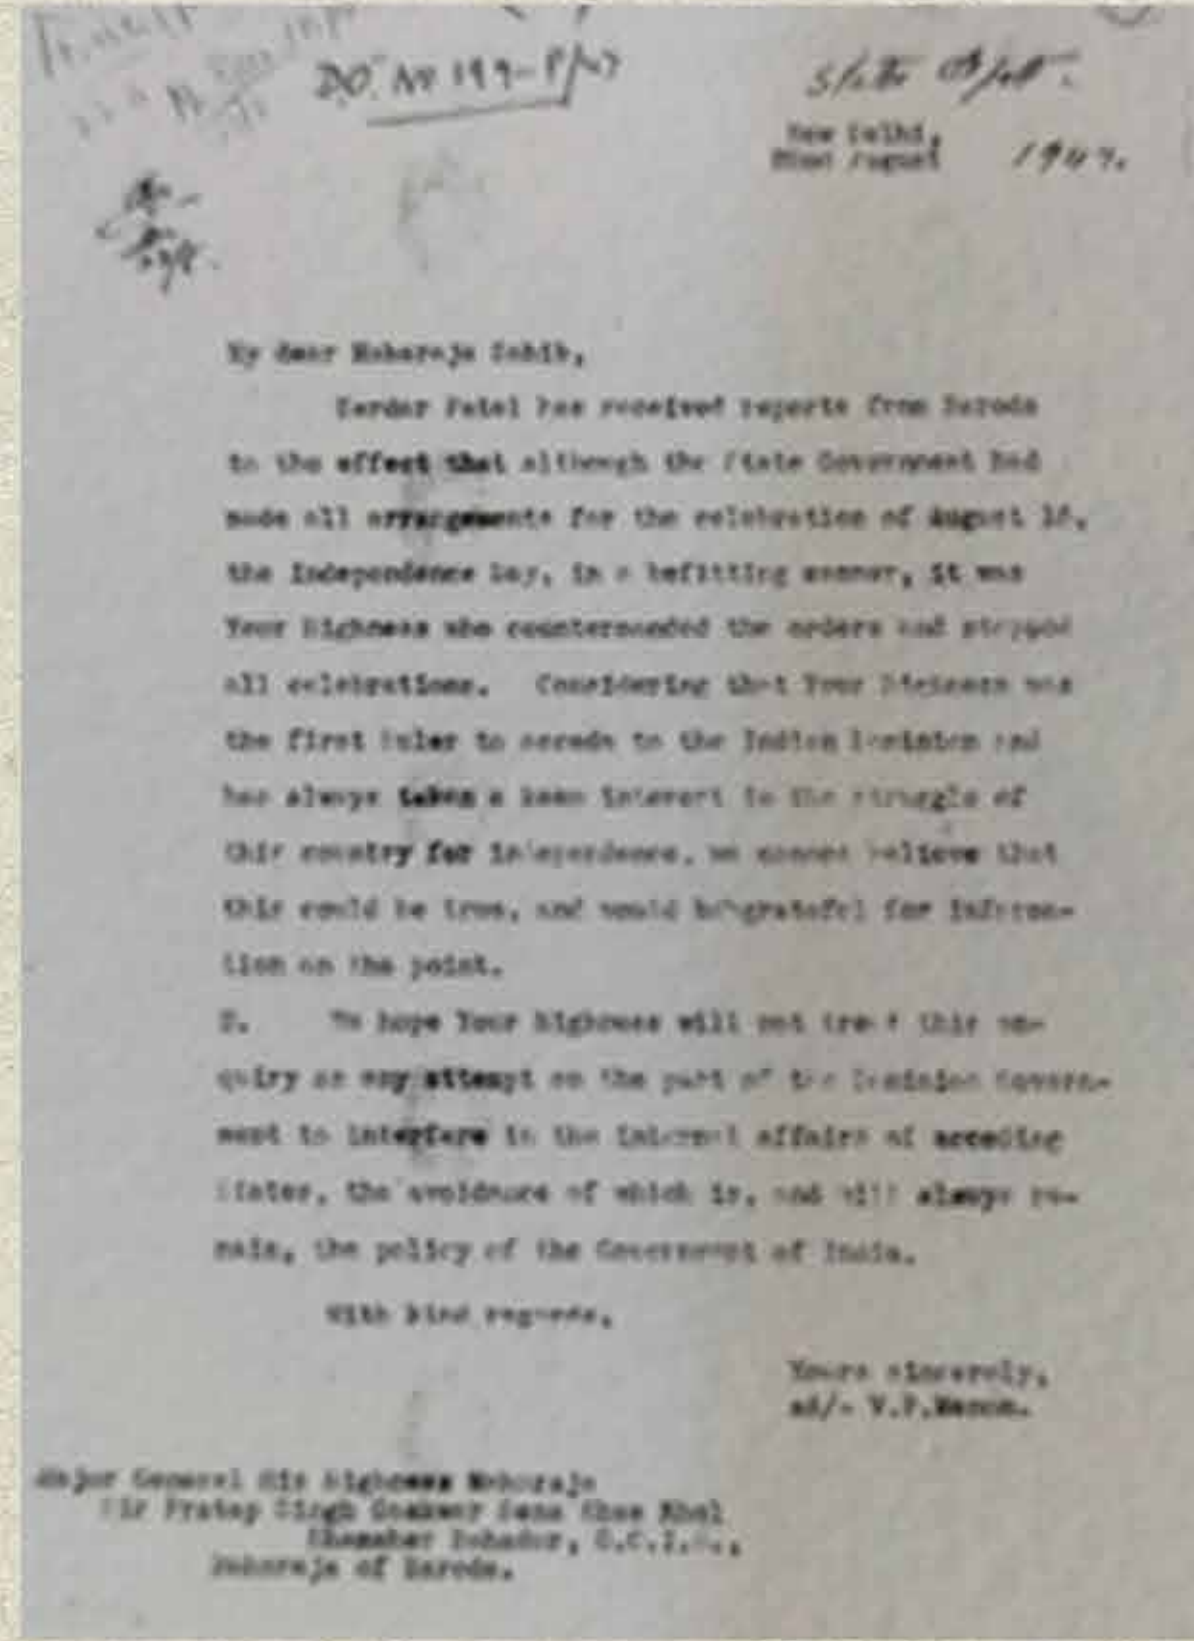 D.O. No 199-P/47
States Deptt.
New Delhi,
August 1947.
My dear Maharaja Sahib,
Sardar Patel has received reports from Baroda
to the effect that although the State Government had
made all arrangements for the celebration of August 15,
the Independence Day, in a befitting manner, it was
Your Highness who countermanded the orders and stopped
all celebrations. Considering that Your Highness was
the first Ruler to accede to the Indian Dominion and
has always taken a keen interest in the struggle of
this country for independence, we cannot believe that
this could be true, and would be grateful for informa-
tion on the point.
2. We hope Your Highness will not treat this en-
quiry as any attempt on the part of the Dominion Govern-
ment to interfere in the internal affairs of acceding
States, the avoidance of which is, and will always re-
main, the policy of the Government of India.
With kind regards,
Yours sincerely,
sd/- V.P.Menon.
Major General His Highness Maharaja
Sir Pratap Singh Gaekwar Sena Khas Khel
Shamsher Bahadur, G.C.I.E.,
Maharaja of Baroda.